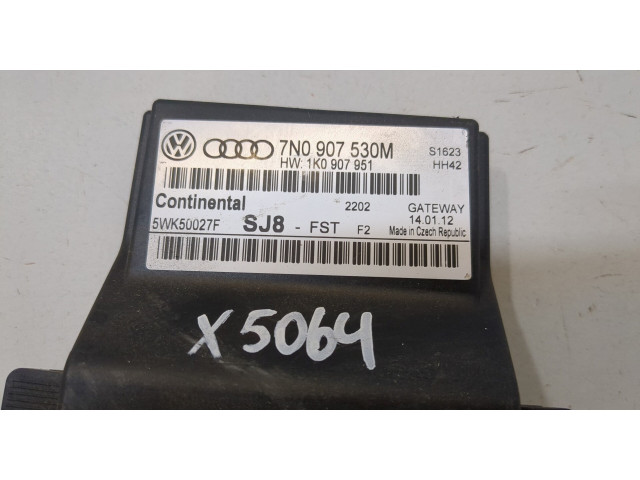 7N0 907 530M S1623
HW: 1K0 907 951 HH42
Continental 2202 GATEWAY
5WK50027F SJ8 - FST F2 14.01.12
Made in Czech Republic
X5064